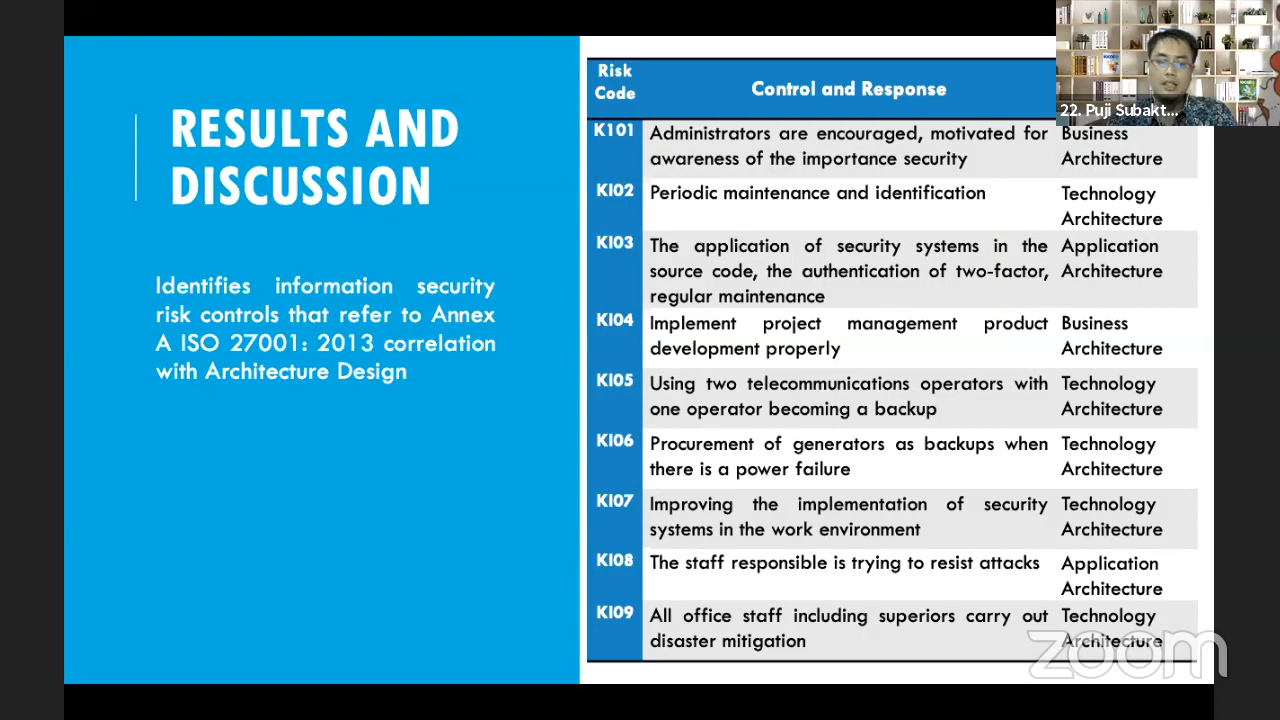 RESULTS AND
DISCUSSION
Identifies information security
risk controls that refer to Annex
A ISO 27001: 2013 correlation
with Architecture Design
Risk
Code
Control and Response
K101
Administrators are encouraged, motivated for
awareness of the importance security
Business
Architecture
KI02
Periodic maintenance and identification
Technology
Architecture
KI03
The application of security systems in the
source code, the authentication of two-factor,
regular maintenance
Application
Architecture
KI04
Implement project management product
development properly
Business
Architecture
KI05
Using two telecommunications operators with
one operator becoming a backup
Technology
Architecture
KI06
Procurement of generators as backups when
there is a power failure
Technology
Architecture
KI07
Improving the implementation of security
systems in the work environment
Technology
Architecture
KI08
The staff responsible is trying to resist attacks
Application
Architecture
KI09
All office staff including superiors carry out
disaster mitigation
Technology
Architecture
22. Puji Subakt...
zoom